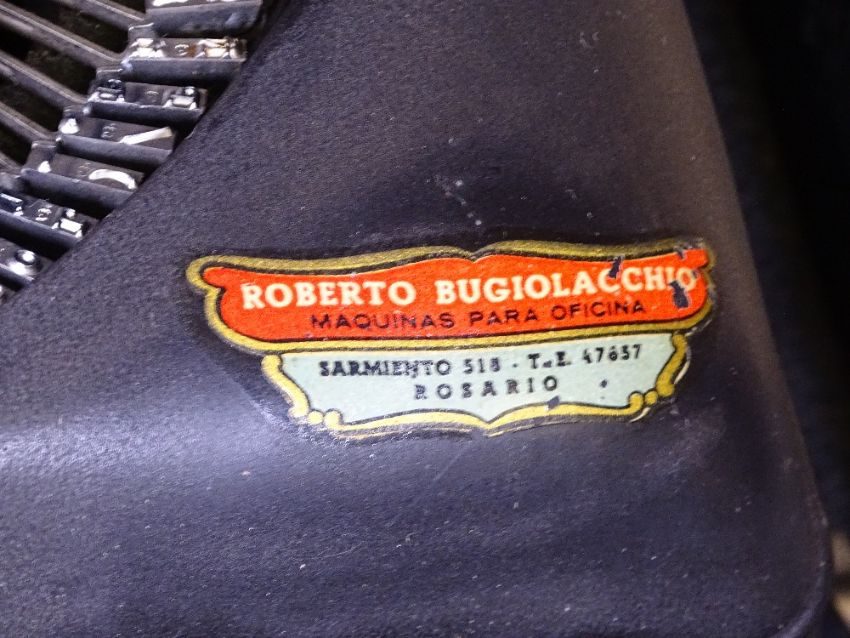 ROBERTO BUGIOLACCHIO
MAQUINAS PARA OFICINA
SARMIENTO 518 - T.E. 47657
ROSARIO